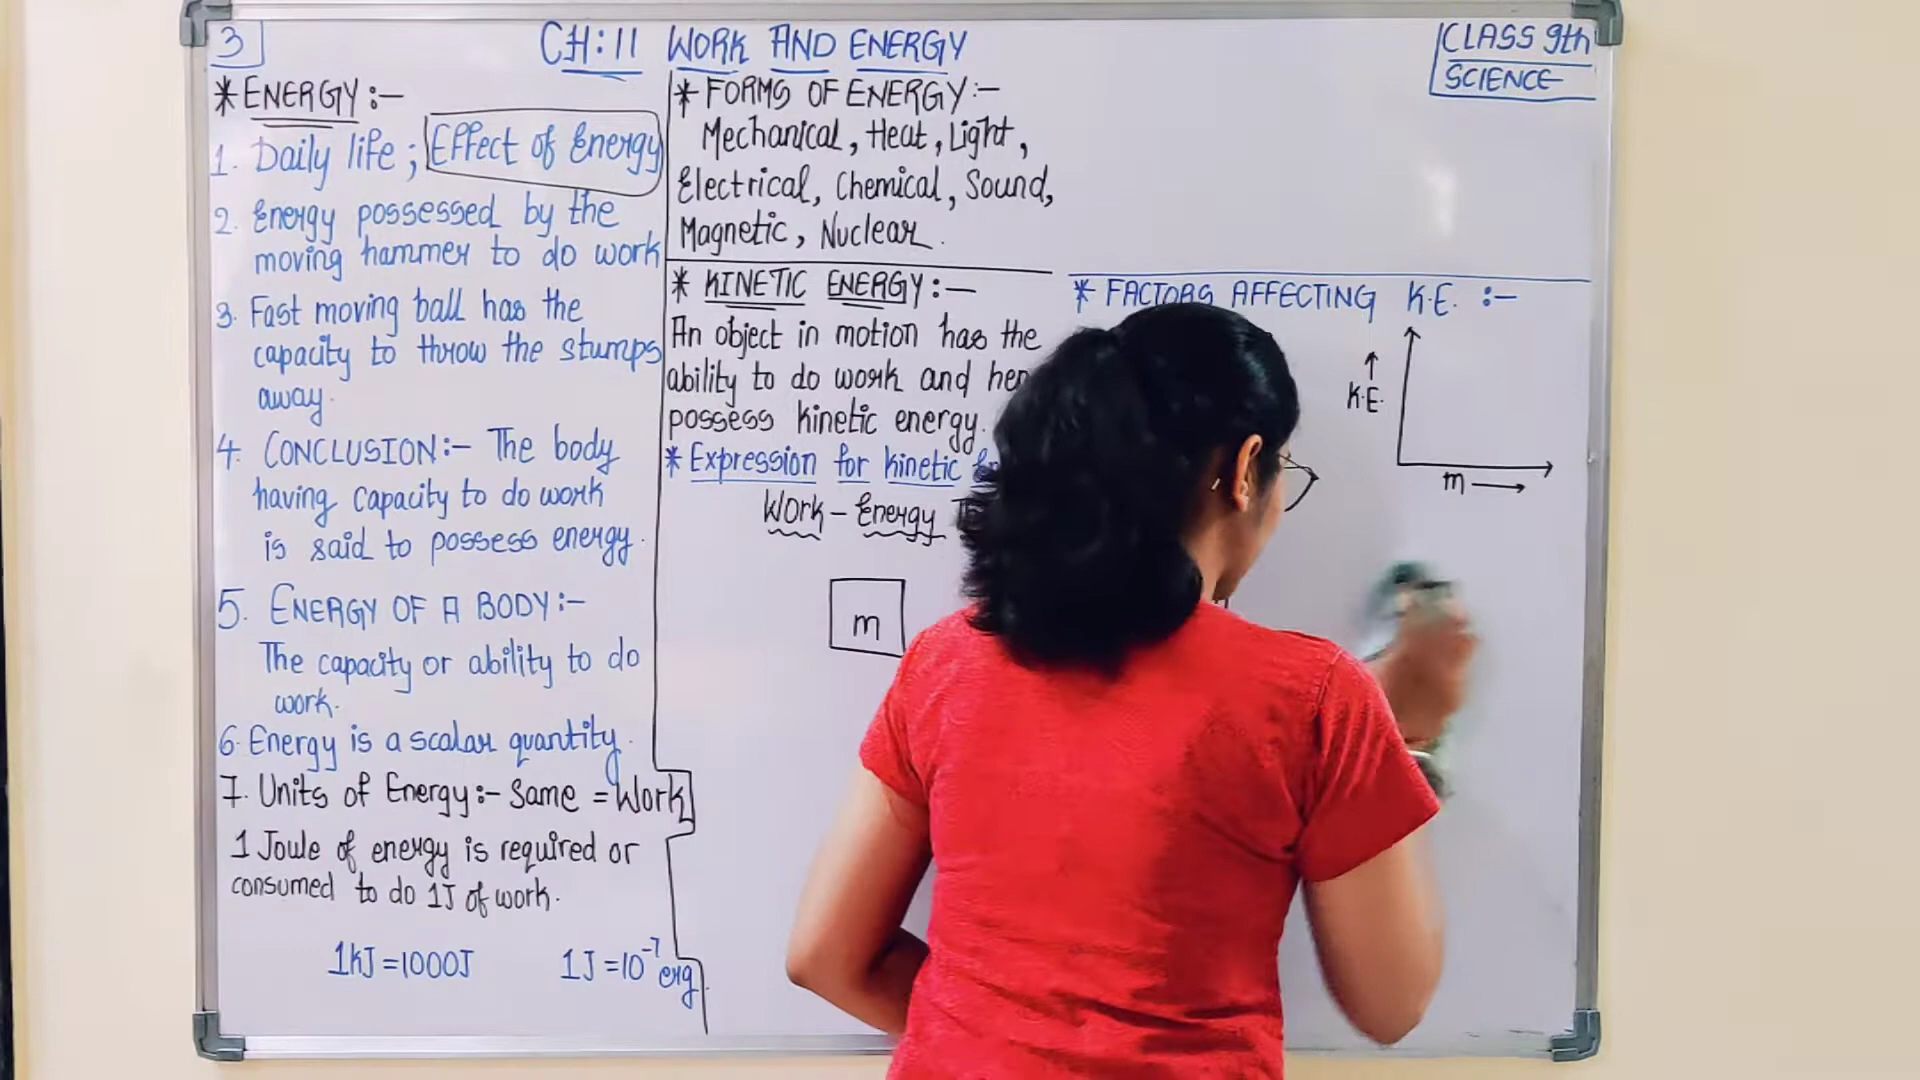 3
CH:11 WORK AND ENERGY
CLASS 9th
SCIENCE
* ENERGY :-
1. Daily life ; Effect of Energy
2. Energy possessed by the
moving hammer to do work
3. Fast moving ball has the
capacity to throw the stumps
away.
4. CONCLUSION:- The body
having capacity to do work
is said to possess energy.
5. ENERGY OF A BODY:-
The capacity or ability to do
work.
6. Energy is a scalar quantity.
7. Units of Energy:- Same = Work
1 Joule of energy is required or
consumed to do 1J of work.
1kJ = 1000J 1J = 10⁻⁷ erg
* FORMS OF ENERGY:-
Mechanical, Heat, Light,
Electrical, Chemical, Sound,
Magnetic, Nuclear.
* KINETIC ENERGY:-
An object in motion has the
ability to do work and
possess kinetic energy.
* Expression for kinetic
Work - Energy
m
* FACTORS AFFECTING K.E. :-
↑
K.E.
m →